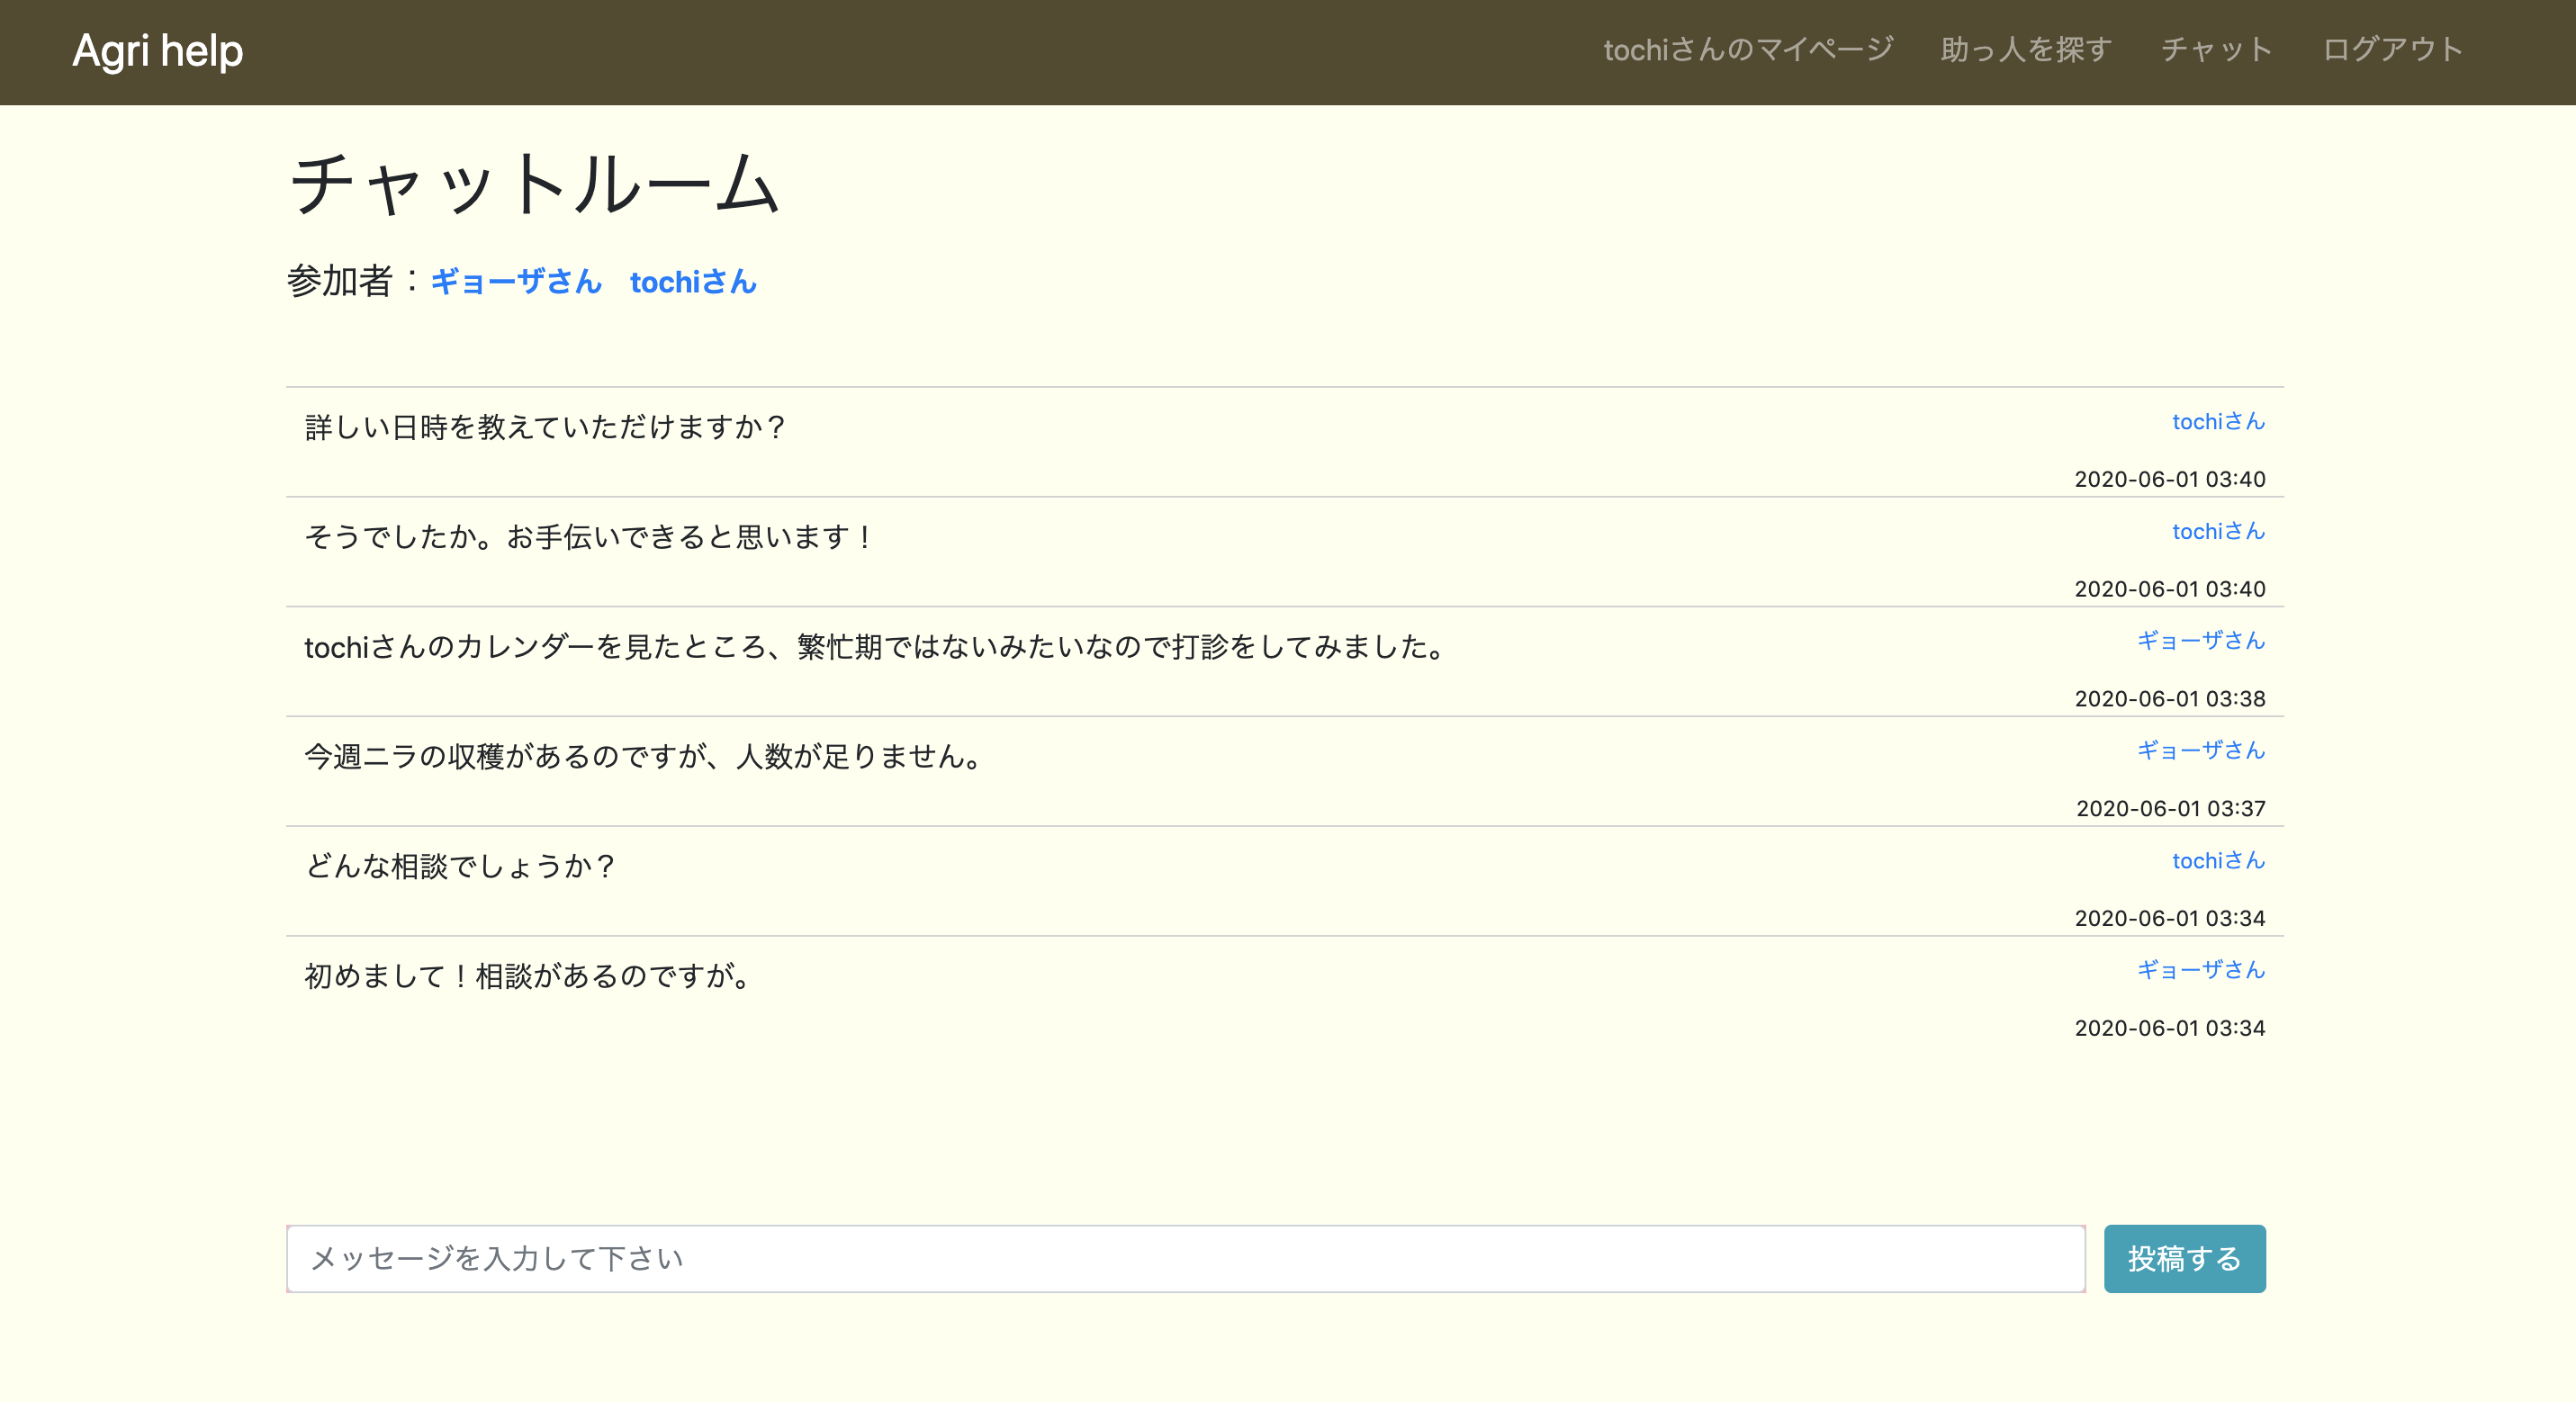 Agri help
tochiさんのマイページ 助っ人を探す チャット ログアウト
チャットルーム
参加者：ギョーザさん tochiさん
詳しい日時を教えていただけますか？
tochiさん
2020-06-01 03:40
そうでしたか。お手伝いできると思います！
tochiさん
2020-06-01 03:40
tochiさんのカレンダーを見たところ、繁忙期ではないみたいなので打診をしてみました。
ギョーザさん
2020-06-01 03:38
今週ニラの収穫があるのですが、人数が足りません。
ギョーザさん
2020-06-01 03:37
どんな相談でしょうか？
tochiさん
2020-06-01 03:34
初めまして！相談があるのですが。
ギョーザさん
2020-06-01 03:34
メッセージを入力して下さい
投稿する